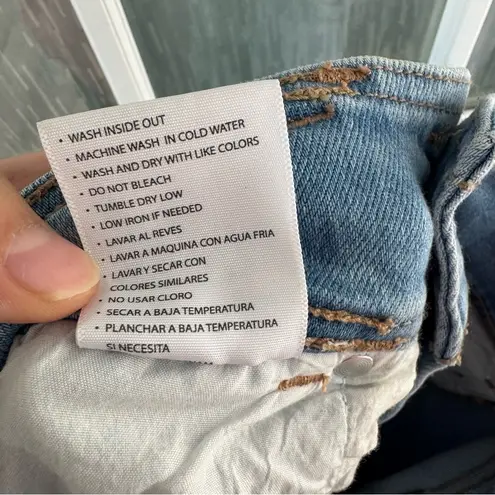 • WASH INSIDE OUT
• MACHINE WASH IN COLD WATER
• WASH AND DRY WITH LIKE COLORS
• DO NOT BLEACH
• TUMBLE DRY LOW
• LOW IRON IF NEEDED
• LAVAR AL REVES
• LAVAR A MAQUINA CON AGUA FRIA
• LAVAR Y SECAR CON
COLORES SIMILARES
• NO USAR CLORO
• SECAR A BAJA TEMPERATURA
• PLANCHAR A BAJA TEMPERATURA
SI NECESITA